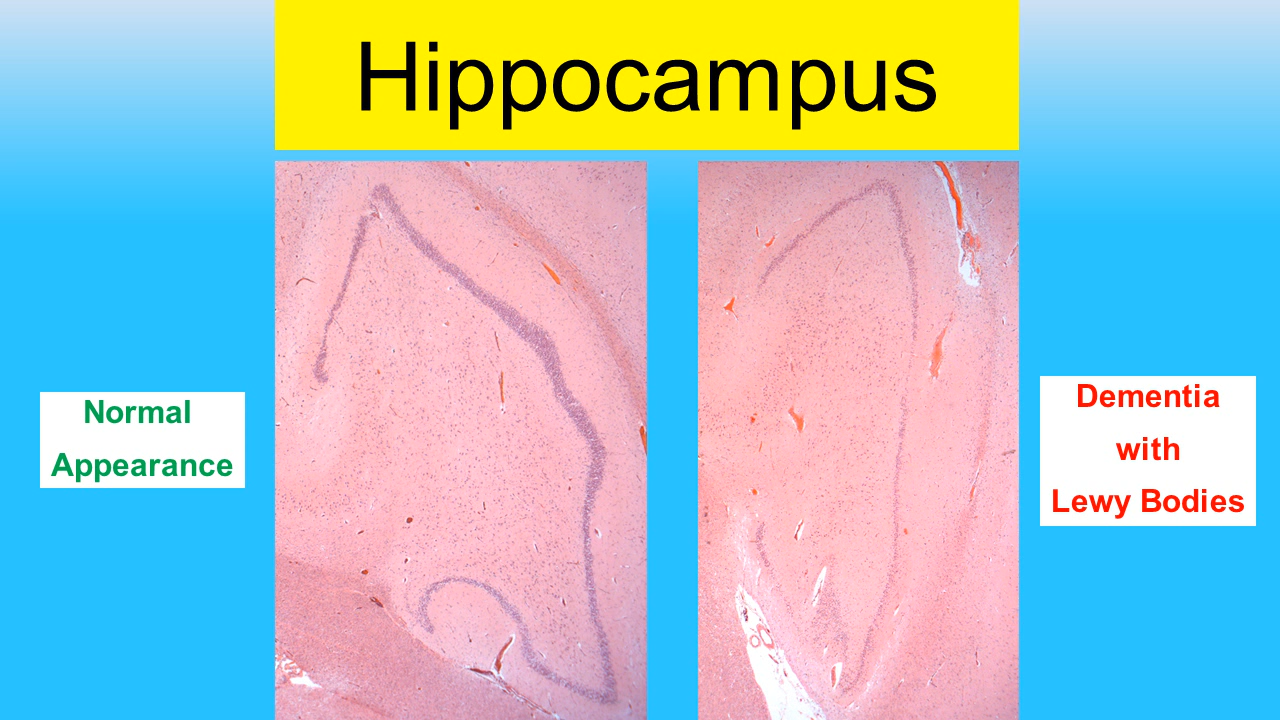 Hippocampus
Normal
Appearance
Dementia
with
Lewy Bodies